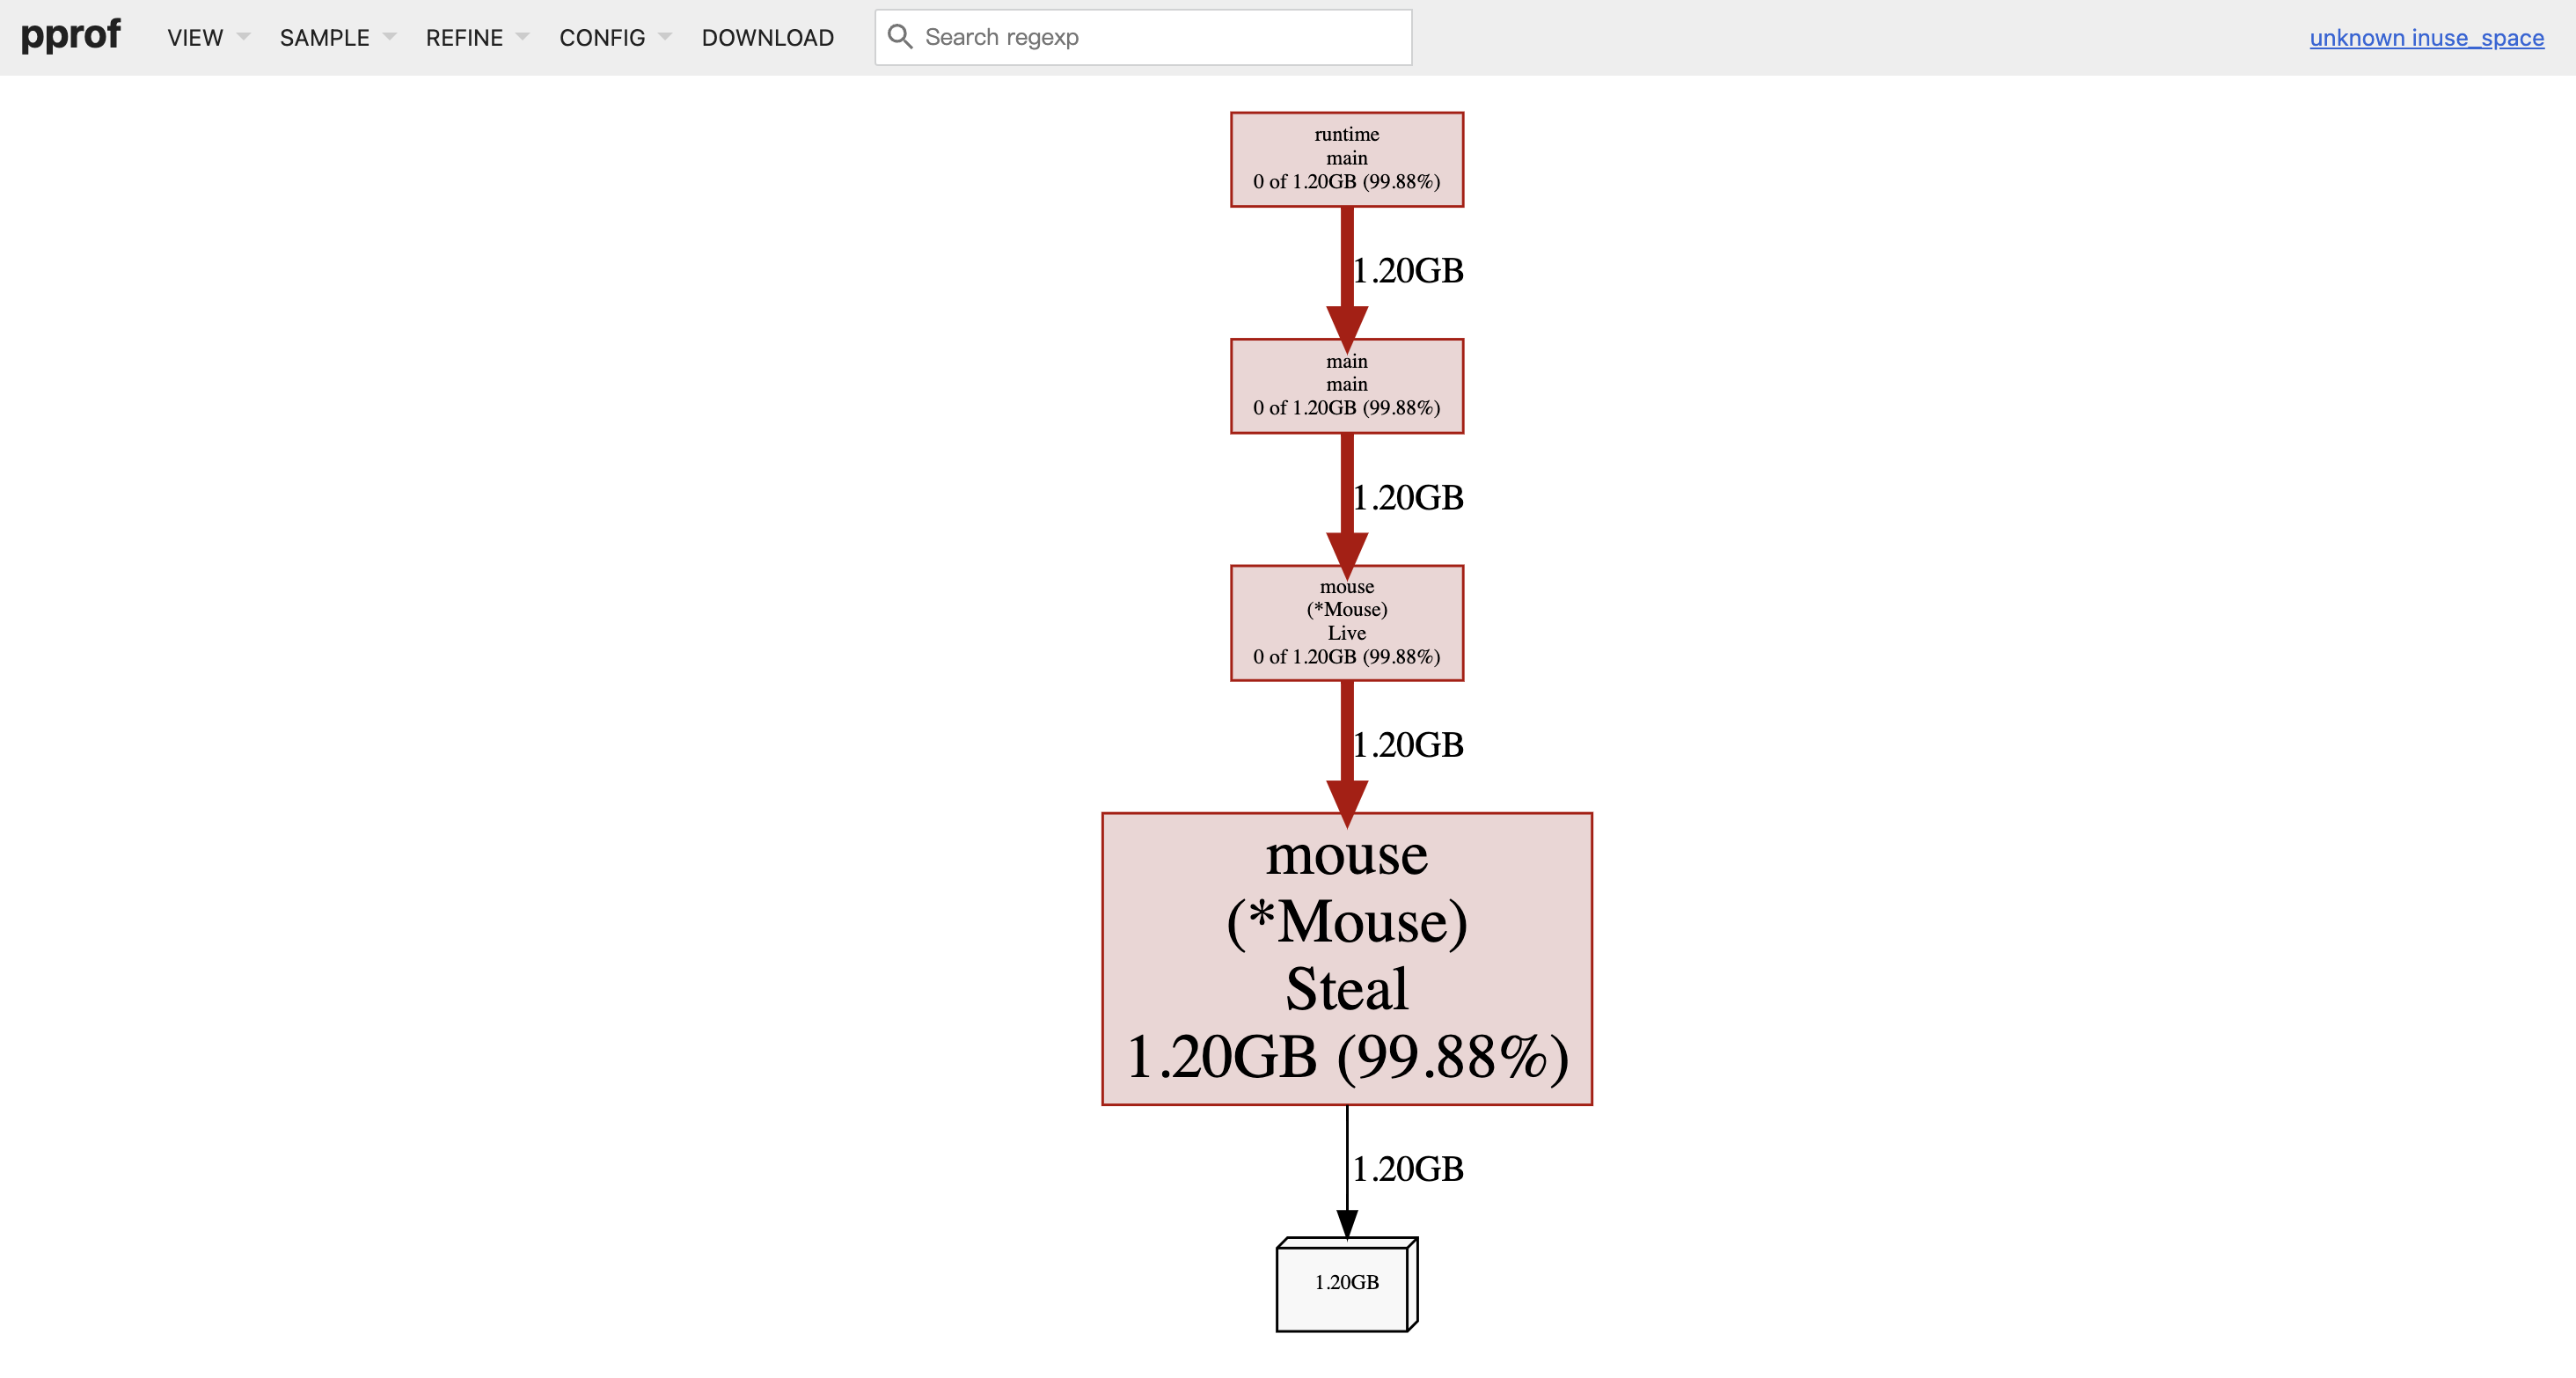 pprof VIEW SAMPLE REFINE CONFIG DOWNLOAD Search regexp unknown inuse_space
runtime
main
0 of 1.20GB (99.88%)
1.20GB
main
main
0 of 1.20GB (99.88%)
1.20GB
mouse
(*Mouse)
Live
0 of 1.20GB (99.88%)
1.20GB
mouse
(*Mouse)
Steal
1.20GB (99.88%)
1.20GB
1.20GB